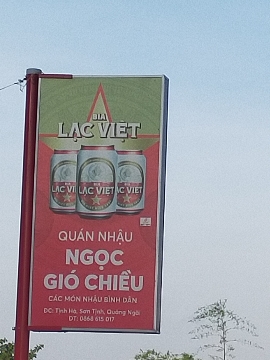 BIA
LẠC VIỆT
BIA
LẠC VIỆT
QUÁN NHẬU
NGỌC
GIÓ CHIỀU
CÁC MÓN NHẬU BÌNH DÂN
ĐC: Tịnh Hà, Sơn Tịnh, Quảng Ngãi
ĐT: 0868 615 017